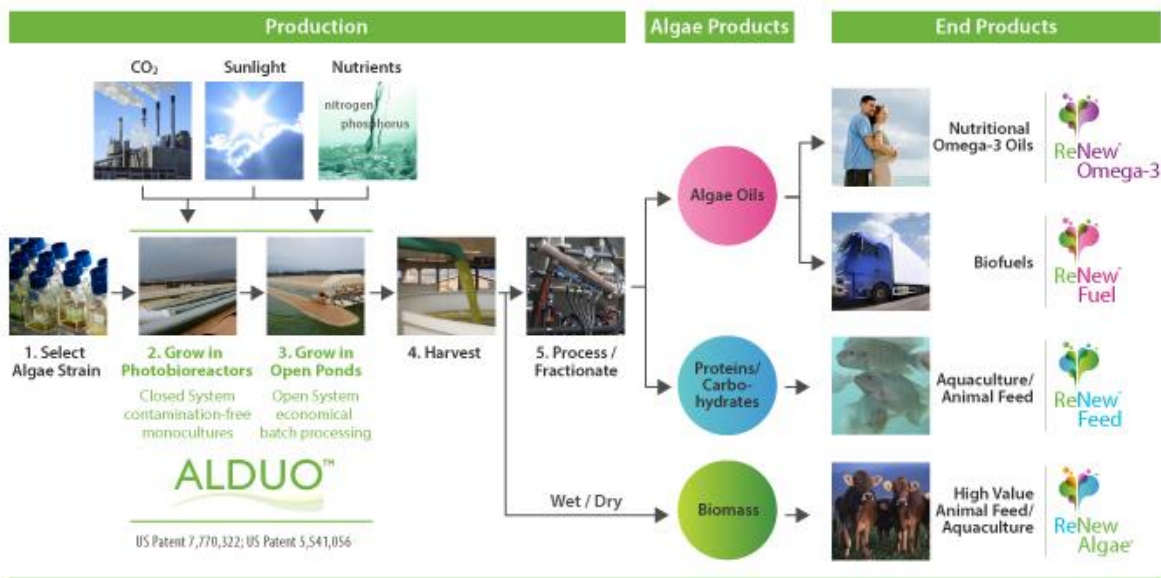 Production
Algae Products
End Products
CO₂
Sunlight
Nutrients
nitrogen
phosphorus
1. Select
Algae Strain
2. Grow in
Photobioreactors
Closed System
contamination-free
monocultures
3. Grow in
Open Ponds
Open System
economical
batch processing
4. Harvest
5. Process /
Fractionate
ALDUO™
US Patent 7,770,322; US Patent 5,541,056
Wet / Dry
Algae Oils
Proteins/
Carbo-
hydrates
Biomass
Nutritional
Omega-3 Oils
ReNew®
Omega-3
Biofuels
ReNew®
Fuel
Aquaculture/
Animal Feed
ReNew®
Feed
High Value
Animal Feed/
Aquaculture
ReNew
Algae®